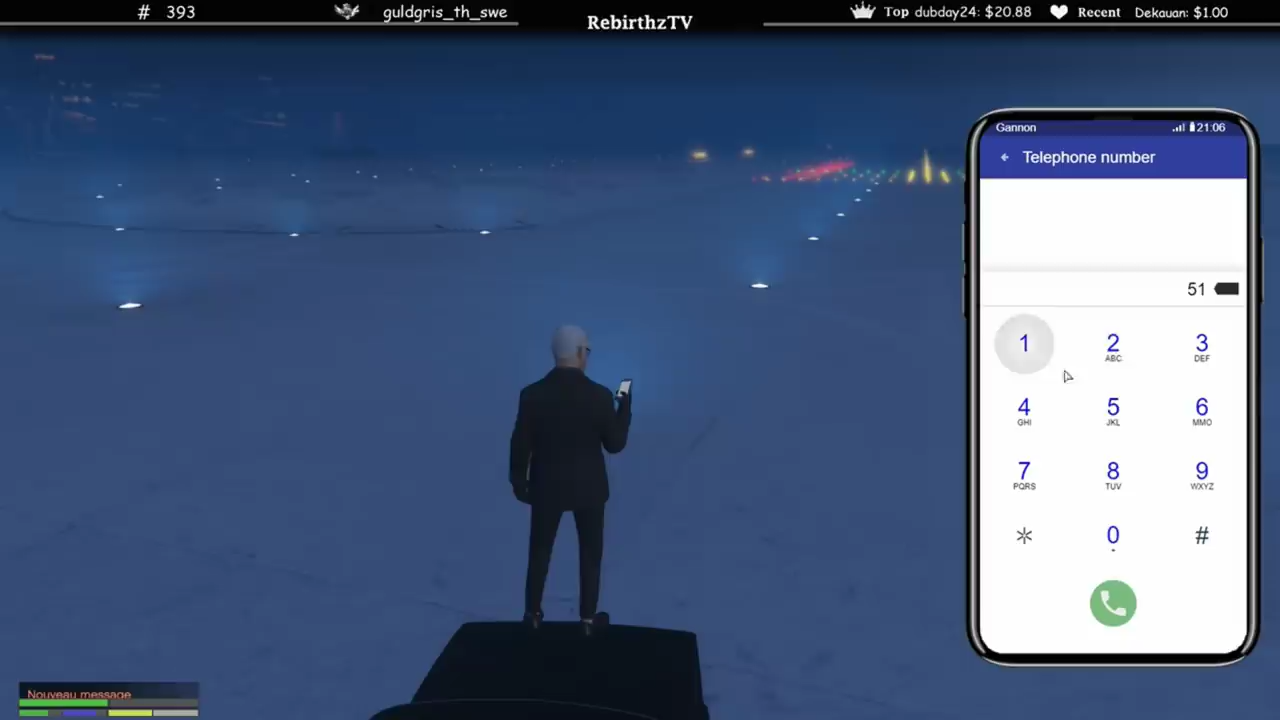 # 393
guldgris_th_swe
RebirthzTV
Top dubday24: $20.88
Recent Dekauan: $1.00
Gannon 21:06
Telephone number
51
1 2 3
ABC DEF
4 5 6
GHI JKL MMO
7 8 9
PQRS TUV WXYZ
* 0 #
Nouveau message